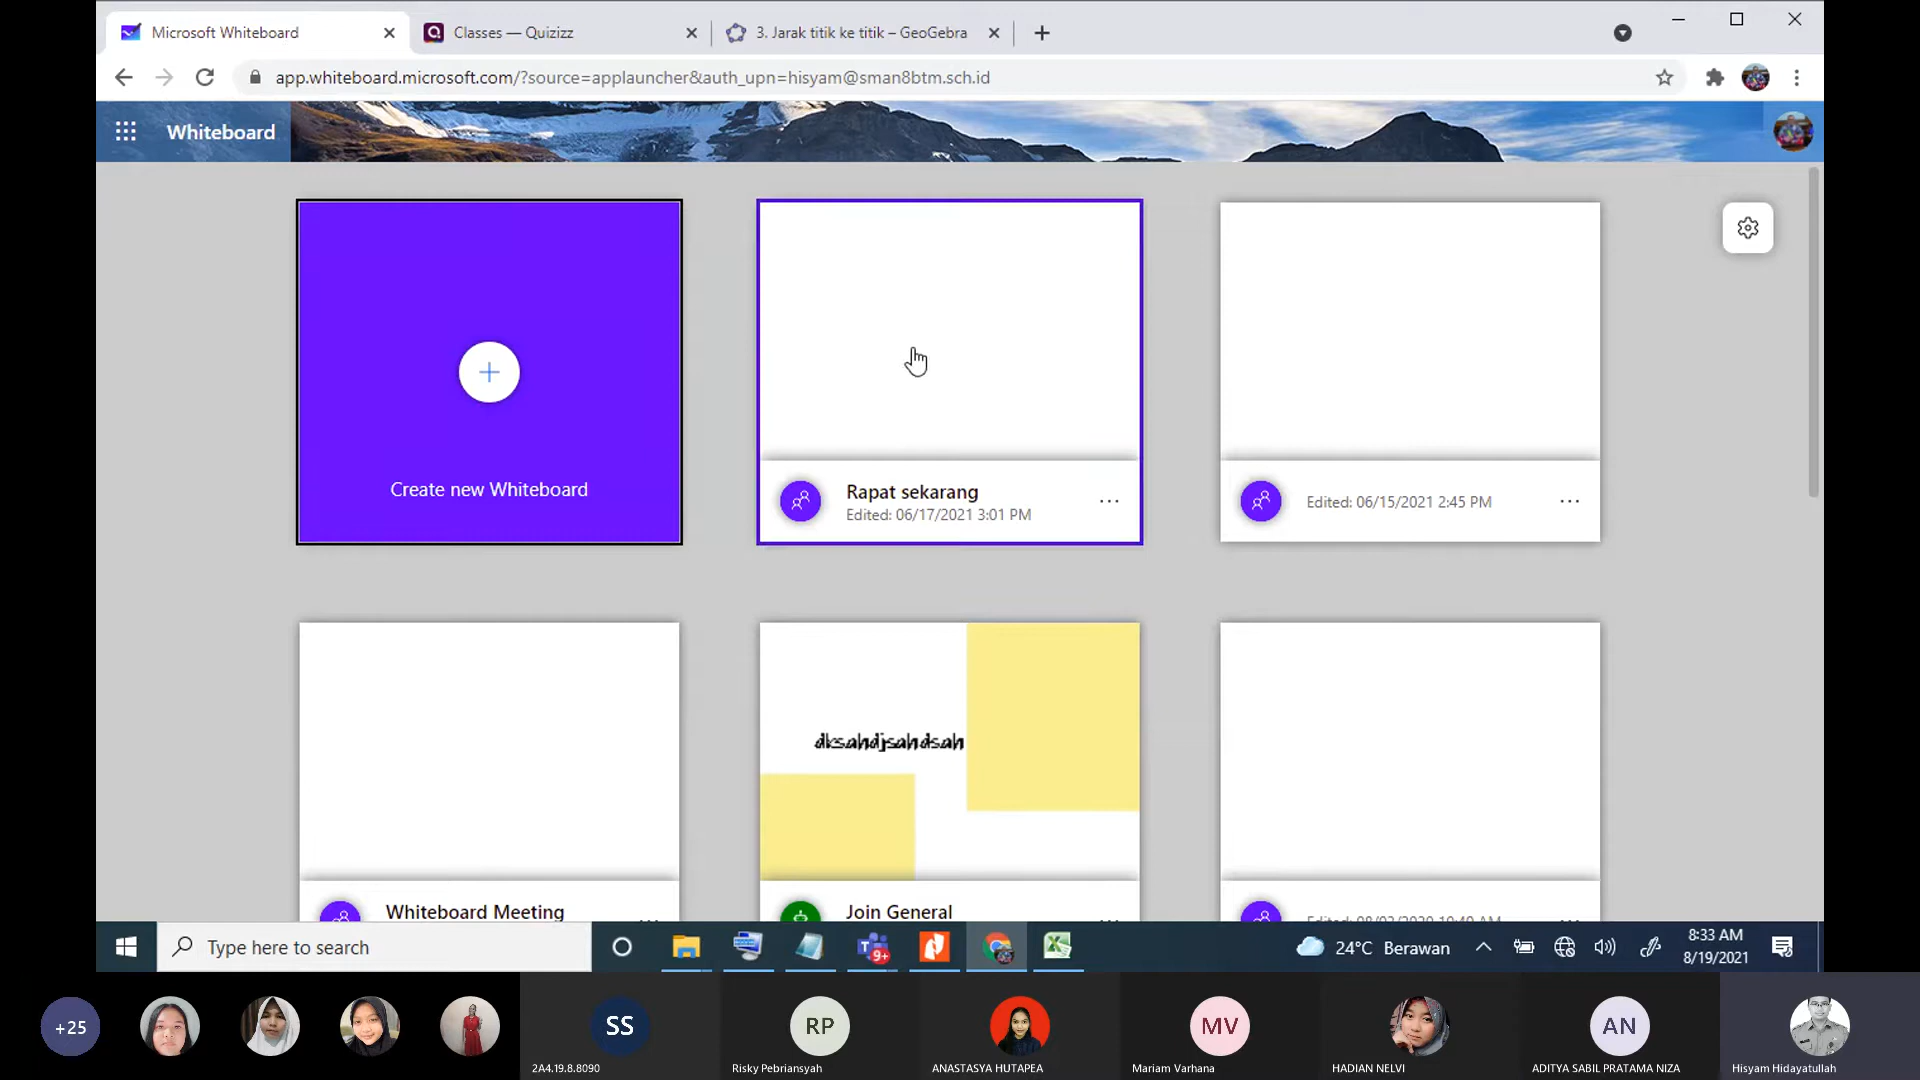 Microsoft Whiteboard
Classes — Quizizz
3. Jarak titik ke titik – GeoGebra
app.whiteboard.microsoft.com/?source=applauncher&auth_upn=hisyam@sman8btm.sch.id
Whiteboard
Create new Whiteboard
Rapat sekarang
Edited: 06/17/2021 3:01 PM
Edited: 06/15/2021 2:45 PM
dksahdjsahdsah
Whiteboard Meeting
Join General
Type here to search
9+
24°C Berawan
8:33 AM
8/19/2021
+25
SS
RP
MV
AN
2A4.19.8.8090
Risky Pebriansyah
ANASTASYA HUTAPEA
Mariam Varhana
HADIAN NELVI
ADITYA SABIL PRATAMA NIZA
Hisyam Hidayatullah